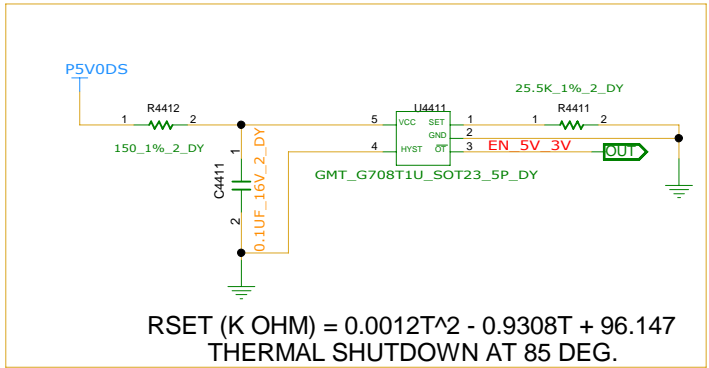 P5V0DS
25.5K_1%_2_DY
1 R4412 2
150_1%_2_DY
U4411
1 R4411 2
5 VCC SET 1
GND 2
4 HYST OT 3
EN_5V_3V
OUT
GMT_G708T1U_SOT23_5P_DY
1
C4411
2
0.1UF_16V_2_DY
RSET (K OHM) = 0.0012T^2 - 0.9308T + 96.147
THERMAL SHUTDOWN AT 85 DEG.